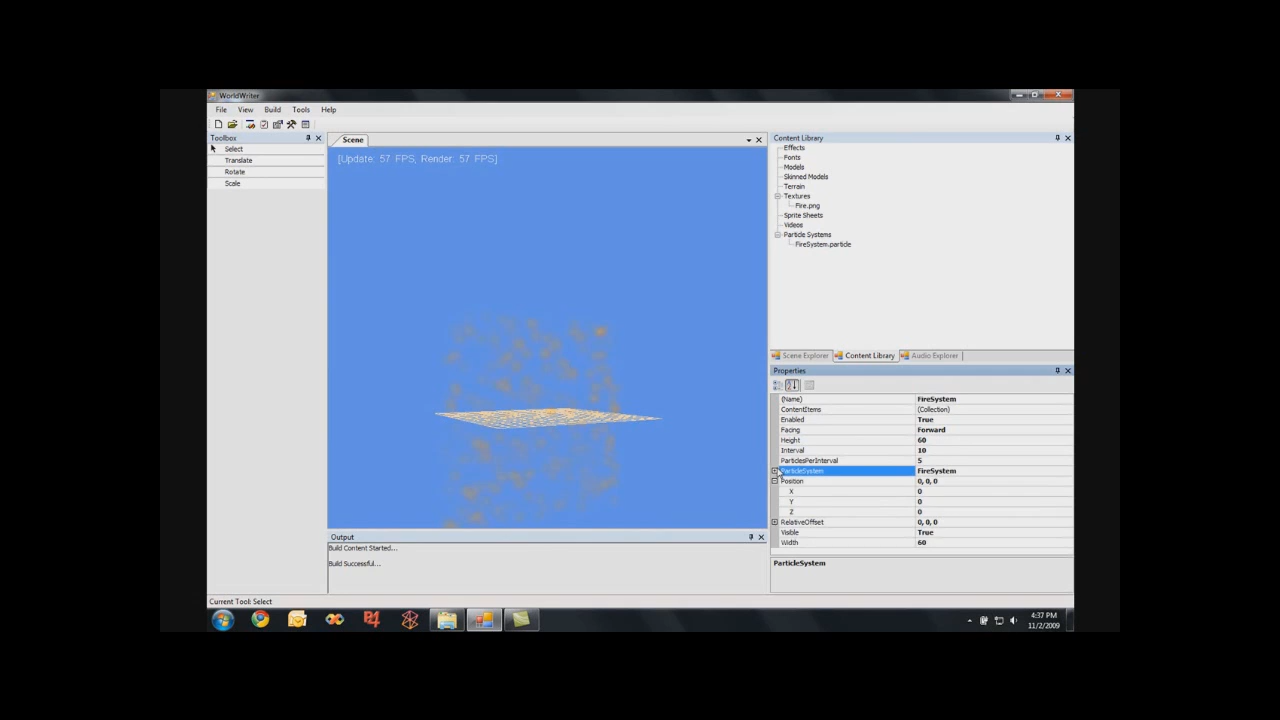 WorldWriter
File View Build Tools Help
Toolbox
Select
Translate
Rotate
Scale
Scene
[Update: 57 FPS, Render: 57 FPS]
Output
Build Content Started...
Build Successful...
Content Library
Effects
Fonts
Models
Skinned Models
Terrain
Textures
Fire.png
Sprite Sheets
Videos
Particle Systems
FireSystem.particle
Scene Explorer Content Library Audio Explorer
Properties
(Name) FireSystem
ContentItems (Collection)
Enabled True
Facing Forward
Height 60
Interval 10
ParticlesPerInterval 5
ParticleSystem FireSystem
Position 0, 0, 0
X 0
Y 0
Z 0
RelativeOffset 0, 0, 0
Visible True
Width 60
ParticleSystem
Current Tool: Select
4:37 PM
11/2/2009